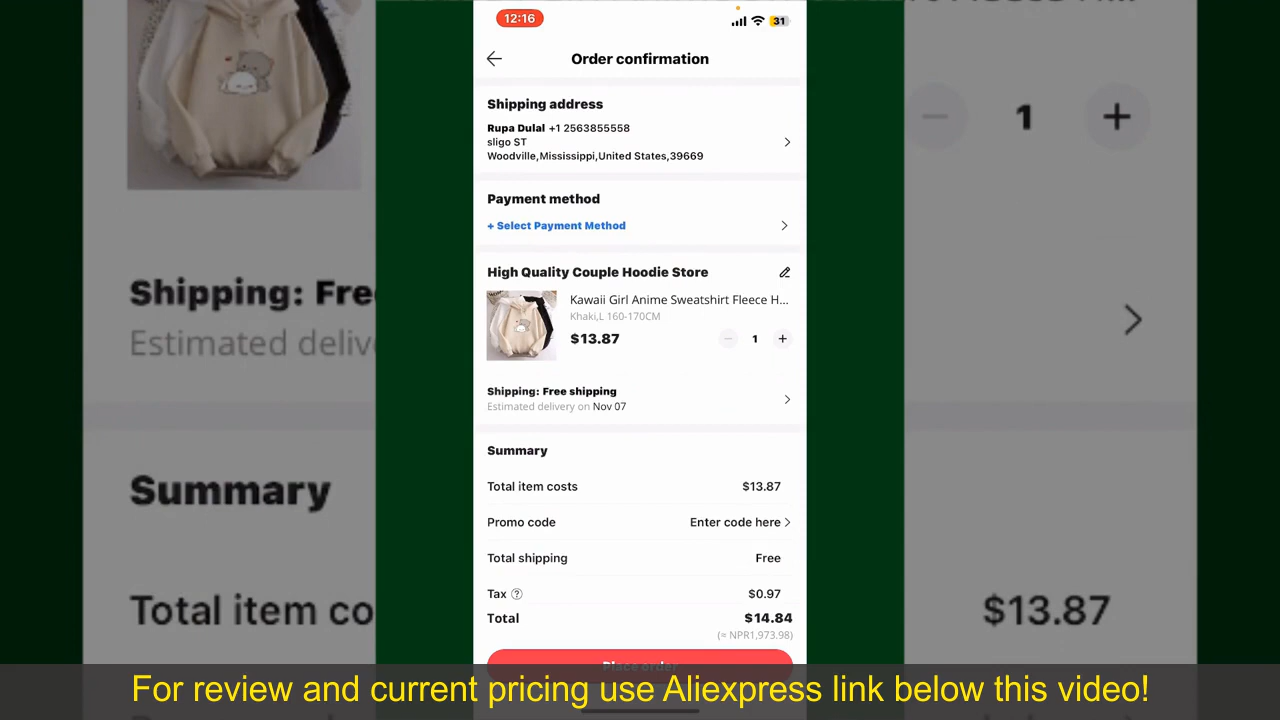 12:16
31
Order confirmation
Shipping address
Rupa Dulal +1 2563855558
sligo ST
Woodville,Mississippi,United States,39669
Payment method
+ Select Payment Method
High Quality Couple Hoodie Store
Kawaii Girl Anime Sweatshirt Fleece H...
Khaki,L 160-170CM
$13.87
1
Shipping: Free shipping
Estimated delivery on Nov 07
Summary
Total item costs $13.87
Promo code Enter code here
Total shipping Free
Tax $0.97
Total $14.84
(≈ NPR1,973.98)
Place order
1
Shipping: Fre
Estimated deliv
Summary
Total item co
$13.87
For review and current pricing use Aliexpress link below this video!